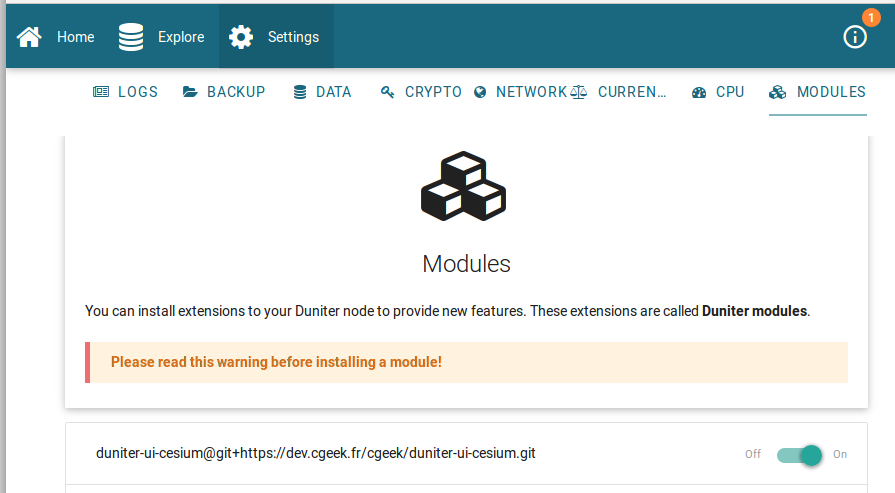 Home Explore Settings 1
LOGS BACKUP DATA CRYPTO NETWORK CURREN... CPU MODULES
Modules
You can install extensions to your Duniter node to provide new features. These extensions are called Duniter modules.
Please read this warning before installing a module!
duniter-ui-cesium@git+https://dev.cgeek.fr/cgeek/duniter-ui-cesium.git Off On